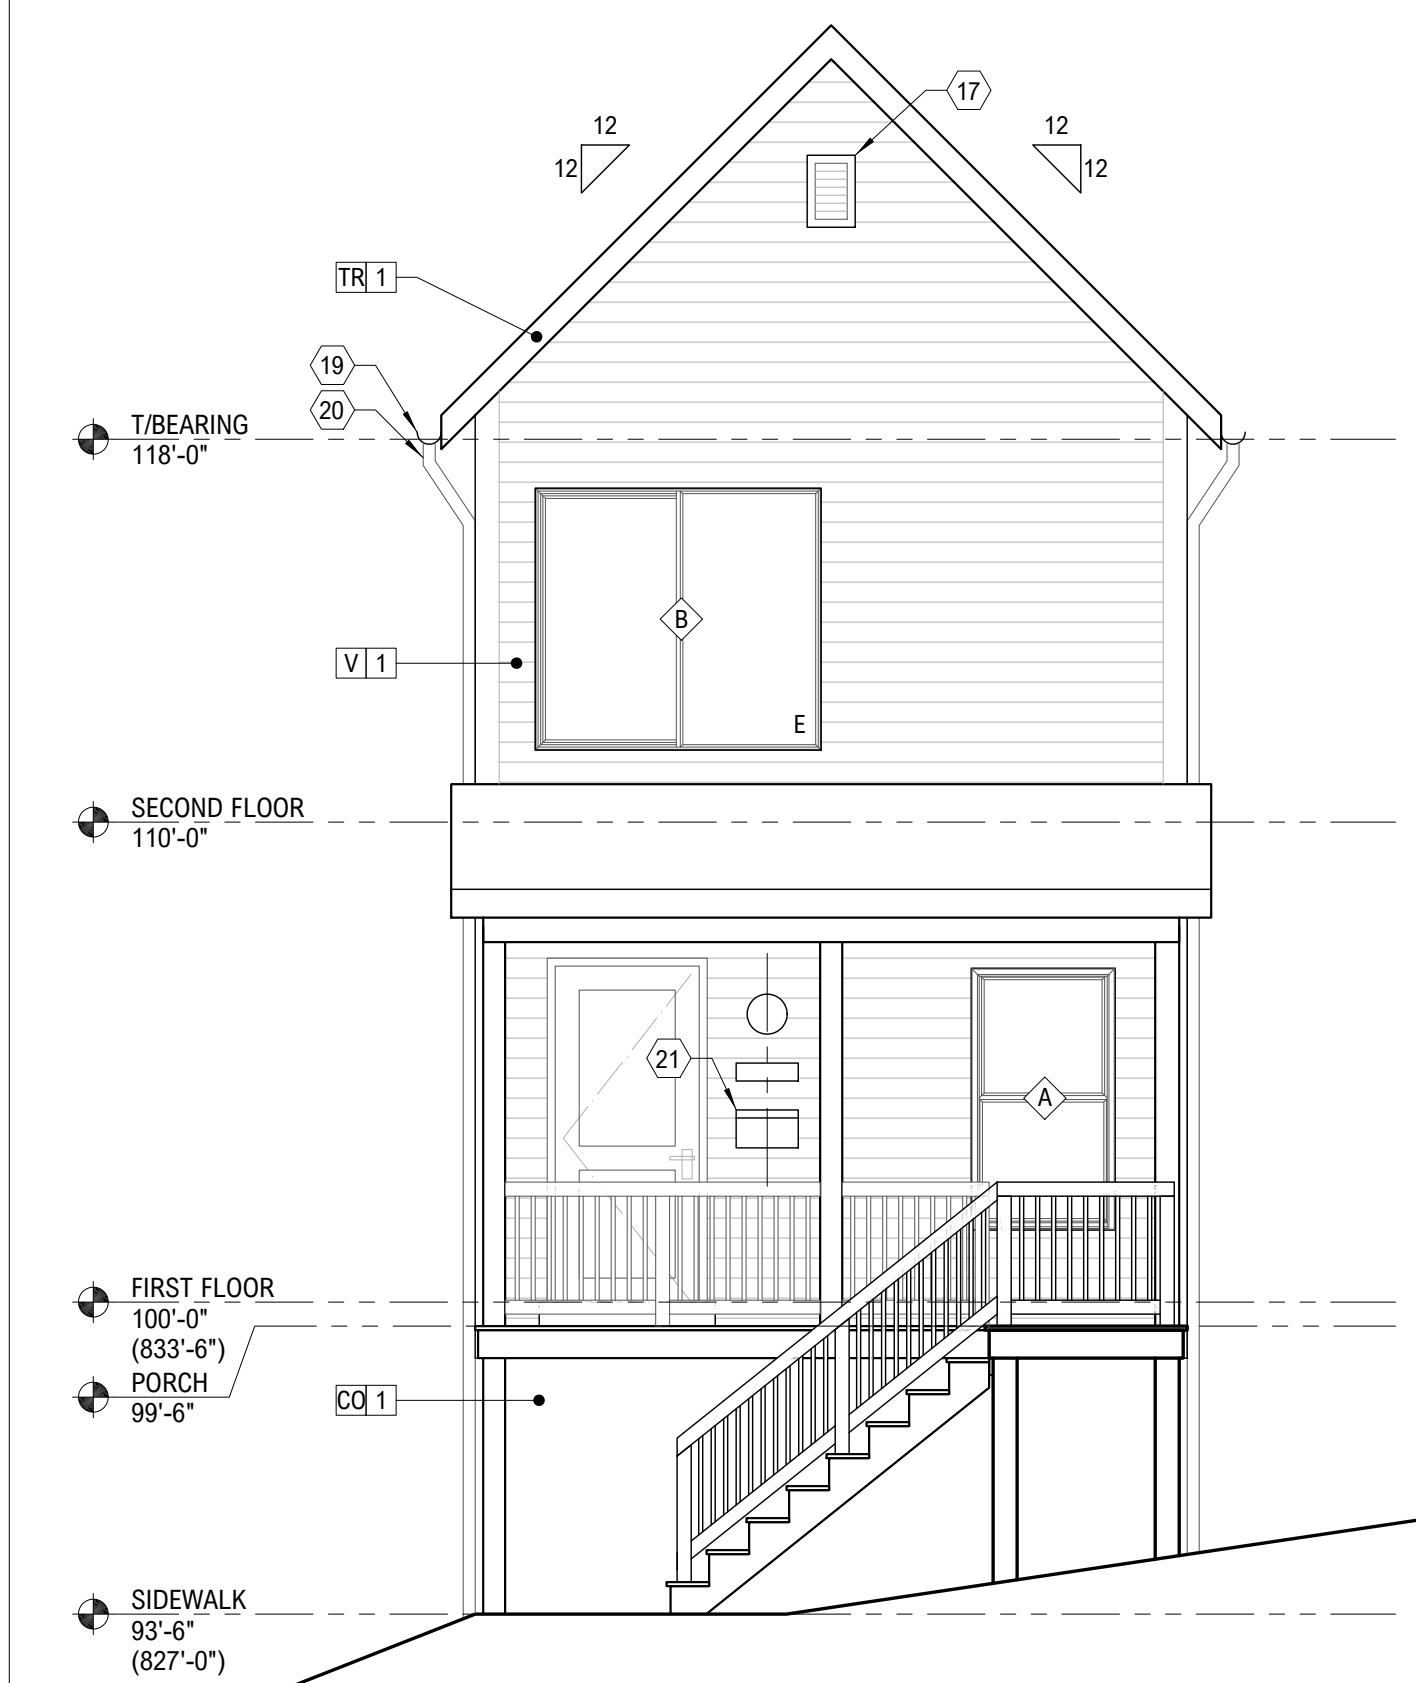 17
12
12
12
12
TR 1
19
20
T/BEARING
118'-0"
B
V 1
E
SECOND FLOOR
110'-0"
21
A
FIRST FLOOR
100'-0"
(833'-6")
PORCH
99'-6"
CO 1
SIDEWALK
93'-6"
(827'-0")